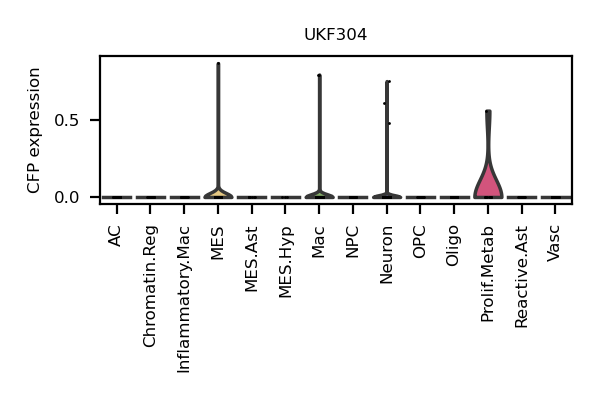 UKF304
CFP expression
0.5
0.0
AC
Chromatin.Reg
Inflammatory.Mac
MES
MES.Ast
MES.Hyp
Mac
NPC
Neuron
OPC
Oligo
Prolif.Metab
Reactive.Ast
Vasc